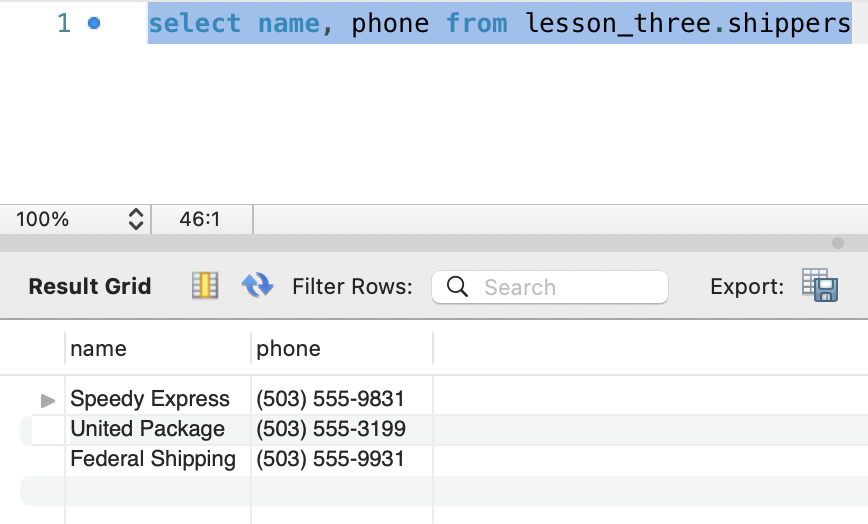 1 select name, phone from lesson_three.shippers
100% 46:1
Result Grid Filter Rows: Search Export:
name phone
Speedy Express (503) 555-9831
United Package (503) 555-3199
Federal Shipping (503) 555-9931